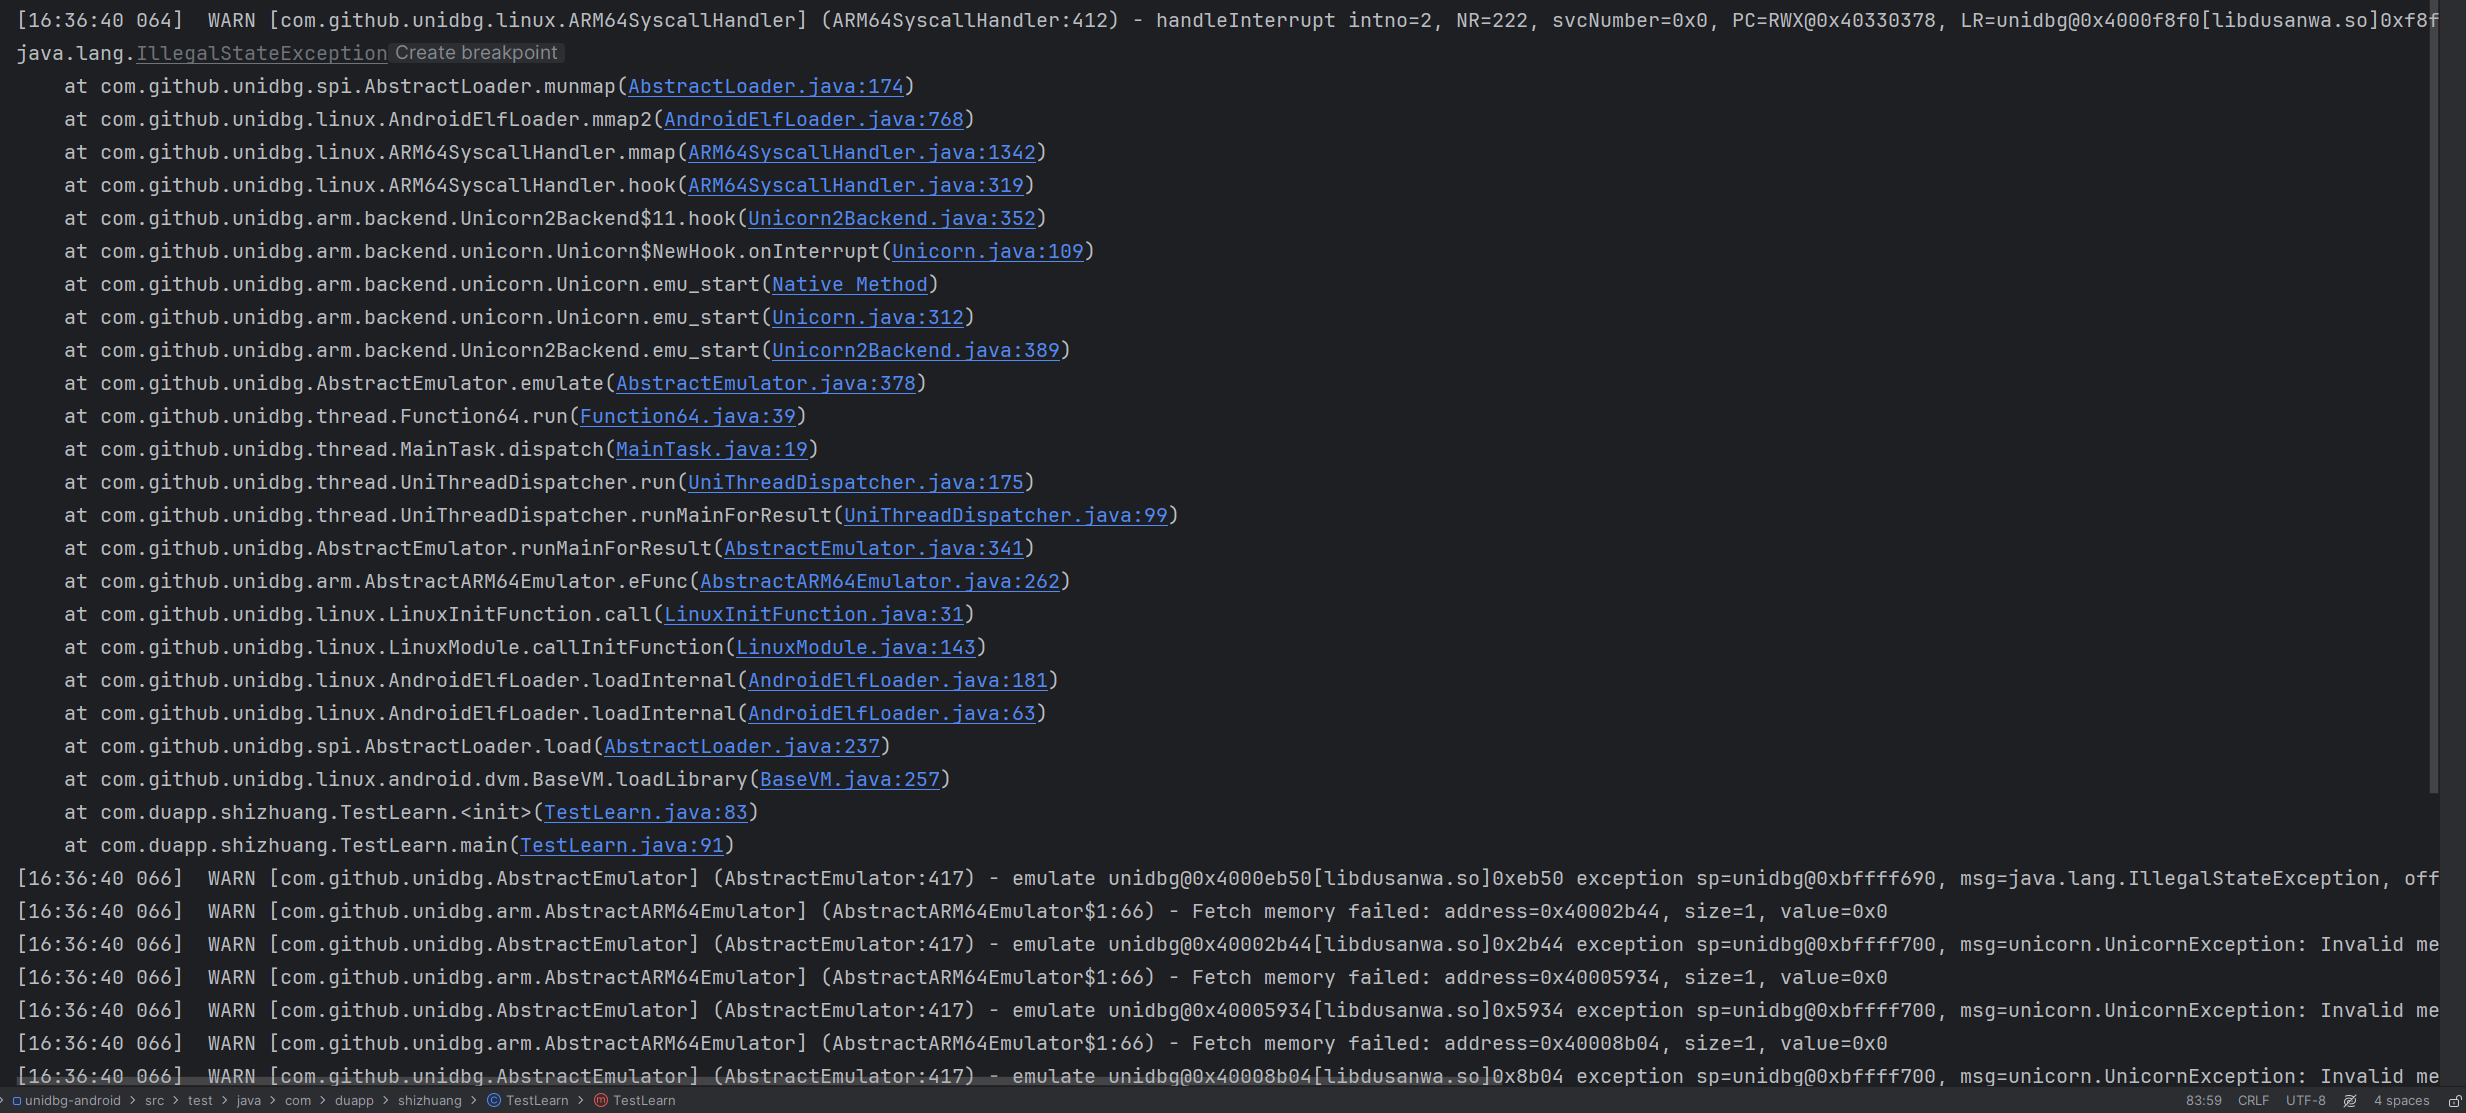 [16:36:40 064]  WARN [com.github.unidbg.linux.ARM64SyscallHandler] (ARM64SyscallHandler:412) - handleInterrupt intno=2, NR=222, svcNumber=0x0, PC=RWX@0x40330378, LR=unidbg@0x4000f8f0[libdusanwa.so]0xf8f
java.lang.IllegalStateException Create breakpoint
    at com.github.unidbg.spi.AbstractLoader.munmap(AbstractLoader.java:174)
    at com.github.unidbg.linux.AndroidElfLoader.mmap2(AndroidElfLoader.java:768)
    at com.github.unidbg.linux.ARM64SyscallHandler.mmap(ARM64SyscallHandler.java:1342)
    at com.github.unidbg.linux.ARM64SyscallHandler.hook(ARM64SyscallHandler.java:319)
    at com.github.unidbg.arm.backend.Unicorn2Backend$11.hook(Unicorn2Backend.java:352)
    at com.github.unidbg.arm.backend.unicorn.Unicorn$NewHook.onInterrupt(Unicorn.java:109)
    at com.github.unidbg.arm.backend.unicorn.Unicorn.emu_start(Native Method)
    at com.github.unidbg.arm.backend.unicorn.Unicorn.emu_start(Unicorn.java:312)
    at com.github.unidbg.arm.backend.Unicorn2Backend.emu_start(Unicorn2Backend.java:389)
    at com.github.unidbg.AbstractEmulator.emulate(AbstractEmulator.java:378)
    at com.github.unidbg.thread.Function64.run(Function64.java:39)
    at com.github.unidbg.thread.MainTask.dispatch(MainTask.java:19)
    at com.github.unidbg.thread.UniThreadDispatcher.run(UniThreadDispatcher.java:175)
    at com.github.unidbg.thread.UniThreadDispatcher.runMainForResult(UniThreadDispatcher.java:99)
    at com.github.unidbg.AbstractEmulator.runMainForResult(AbstractEmulator.java:341)
    at com.github.unidbg.arm.AbstractARM64Emulator.eFunc(AbstractARM64Emulator.java:262)
    at com.github.unidbg.linux.LinuxInitFunction.call(LinuxInitFunction.java:31)
    at com.github.unidbg.linux.LinuxModule.callInitFunction(LinuxModule.java:143)
    at com.github.unidbg.linux.AndroidElfLoader.loadInternal(AndroidElfLoader.java:181)
    at com.github.unidbg.linux.AndroidElfLoader.loadInternal(AndroidElfLoader.java:63)
    at com.github.unidbg.spi.AbstractLoader.load(AbstractLoader.java:237)
    at com.github.unidbg.linux.android.dvm.BaseVM.loadLibrary(BaseVM.java:257)
    at com.duapp.shizhuang.TestLearn.<init>(TestLearn.java:83)
    at com.duapp.shizhuang.TestLearn.main(TestLearn.java:91)
[16:36:40 066]  WARN [com.github.unidbg.AbstractEmulator] (AbstractEmulator:417) - emulate unidbg@0x4000eb50[libdusanwa.so]0xeb50 exception sp=unidbg@0xbffff690, msg=java.lang.IllegalStateException, off
[16:36:40 066]  WARN [com.github.unidbg.arm.AbstractARM64Emulator] (AbstractARM64Emulator$1:66) - Fetch memory failed: address=0x40002b44, size=1, value=0x0
[16:36:40 066]  WARN [com.github.unidbg.AbstractEmulator] (AbstractEmulator:417) - emulate unidbg@0x40002b44[libdusanwa.so]0x2b44 exception sp=unidbg@0xbffff700, msg=unicorn.UnicornException: Invalid me
[16:36:40 066]  WARN [com.github.unidbg.arm.AbstractARM64Emulator] (AbstractARM64Emulator$1:66) - Fetch memory failed: address=0x40005934, size=1, value=0x0
[16:36:40 066]  WARN [com.github.unidbg.AbstractEmulator] (AbstractEmulator:417) - emulate unidbg@0x40005934[libdusanwa.so]0x5934 exception sp=unidbg@0xbffff700, msg=unicorn.UnicornException: Invalid me
[16:36:40 066]  WARN [com.github.unidbg.arm.AbstractARM64Emulator] (AbstractARM64Emulator$1:66) - Fetch memory failed: address=0x40008b04, size=1, value=0x0
[16:36:40 066]  WARN [com.github.unidbg.AbstractEmulator] (AbstractEmulator:417) - emulate unidbg@0x40008b04[libdusanwa.so]0x8b04 exception sp=unidbg@0xbffff700, msg=unicorn.UnicornException: Invalid me
unidbg-android > src > test > java > com > duapp > shizhuang > TestLearn > TestLearn 83:59 CRLF UTF-8 4 spaces